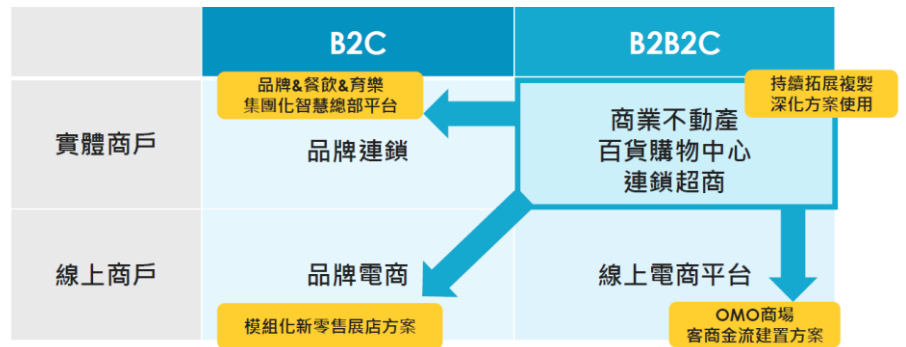 B2C
B2B2C
品牌&餐飲&育樂
集團化智慧總部平台
持續拓展複製
深化方案使用
實體商戶
品牌連鎖
商業不動產
百貨購物中心
連鎖超商
線上商戶
品牌電商
線上電商平台
模組化新零售展店方案
OMO商場
客商金流建置方案